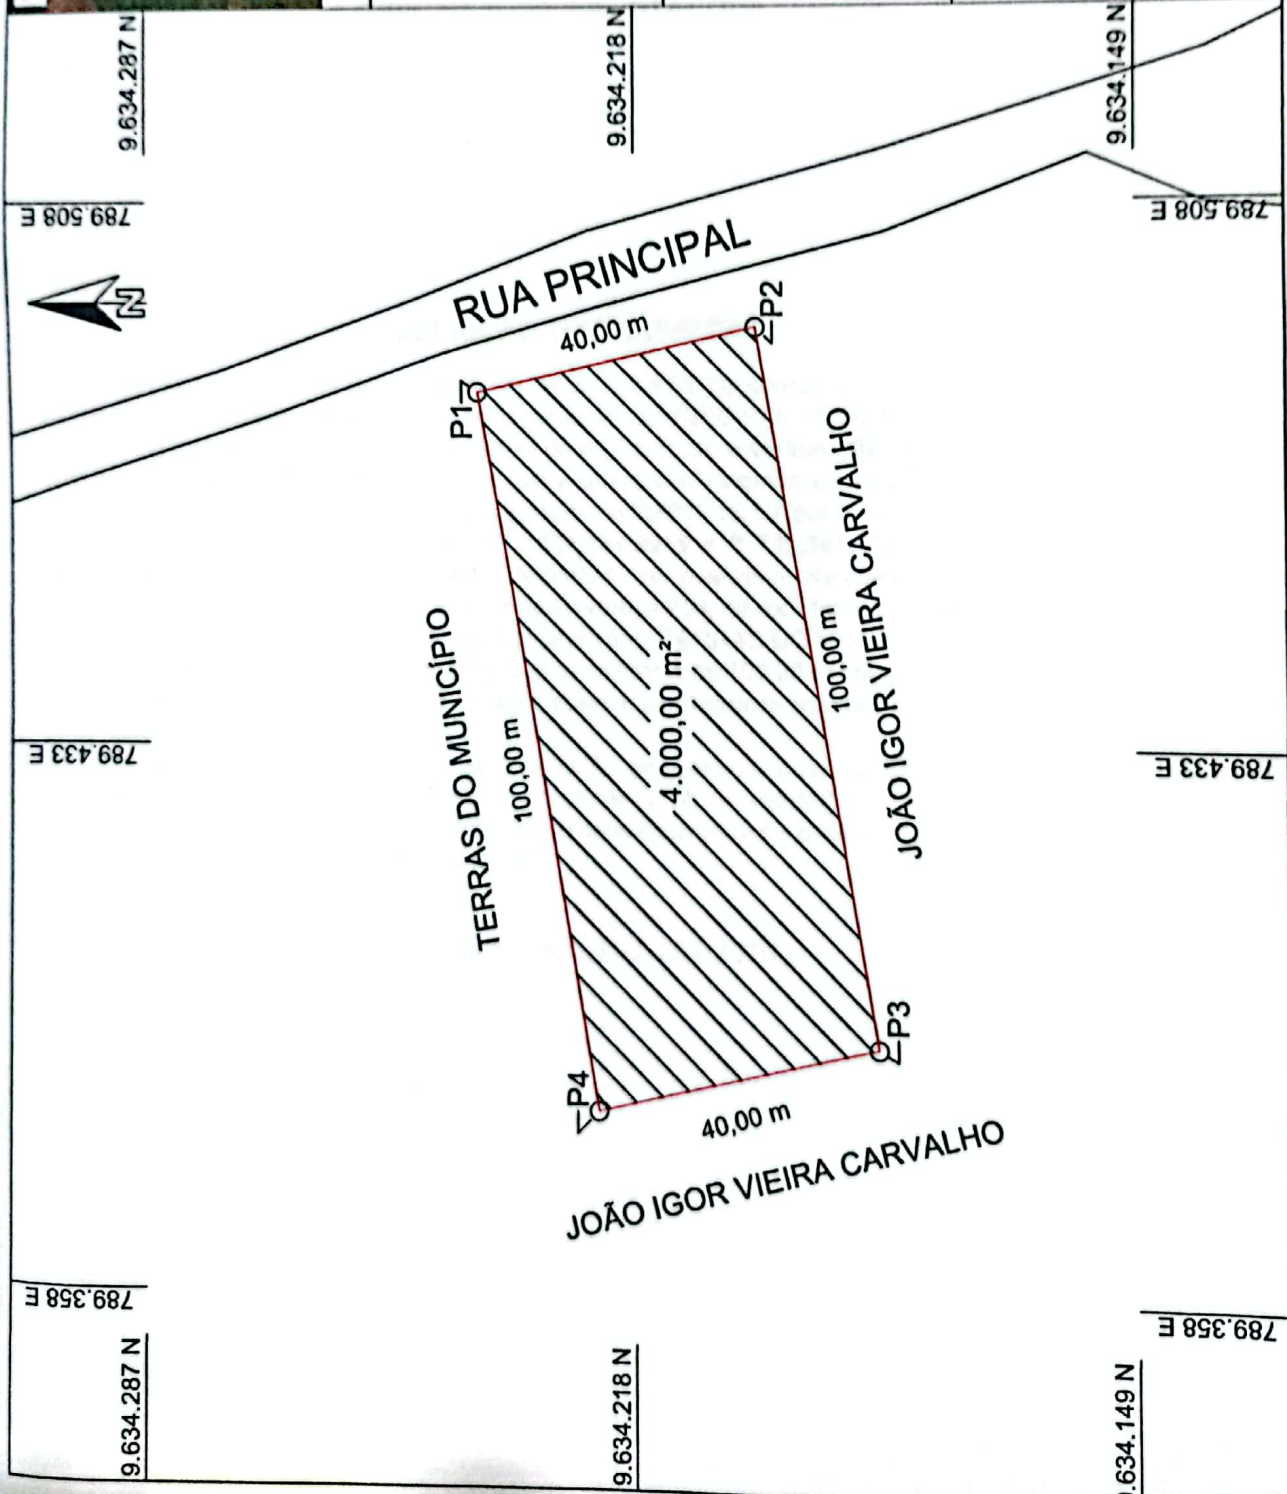 9.634.287 N
9.634.218 N
9.634.149 N
789.508 E
789.508 E
N
RUA PRINCIPAL
40,00 m
P2
P1
TERRAS DO MUNICÍPIO
100,00 m
4.000,00 m²
100,00 m
JOÃO IGOR VIEIRA CARVALHO
789.433 E
789.433 E
P4
P3
40,00 m
JOÃO IGOR VIEIRA CARVALHO
789.358 E
789.358 E
9.634.287 N
9.634.218 N
.634.149 N